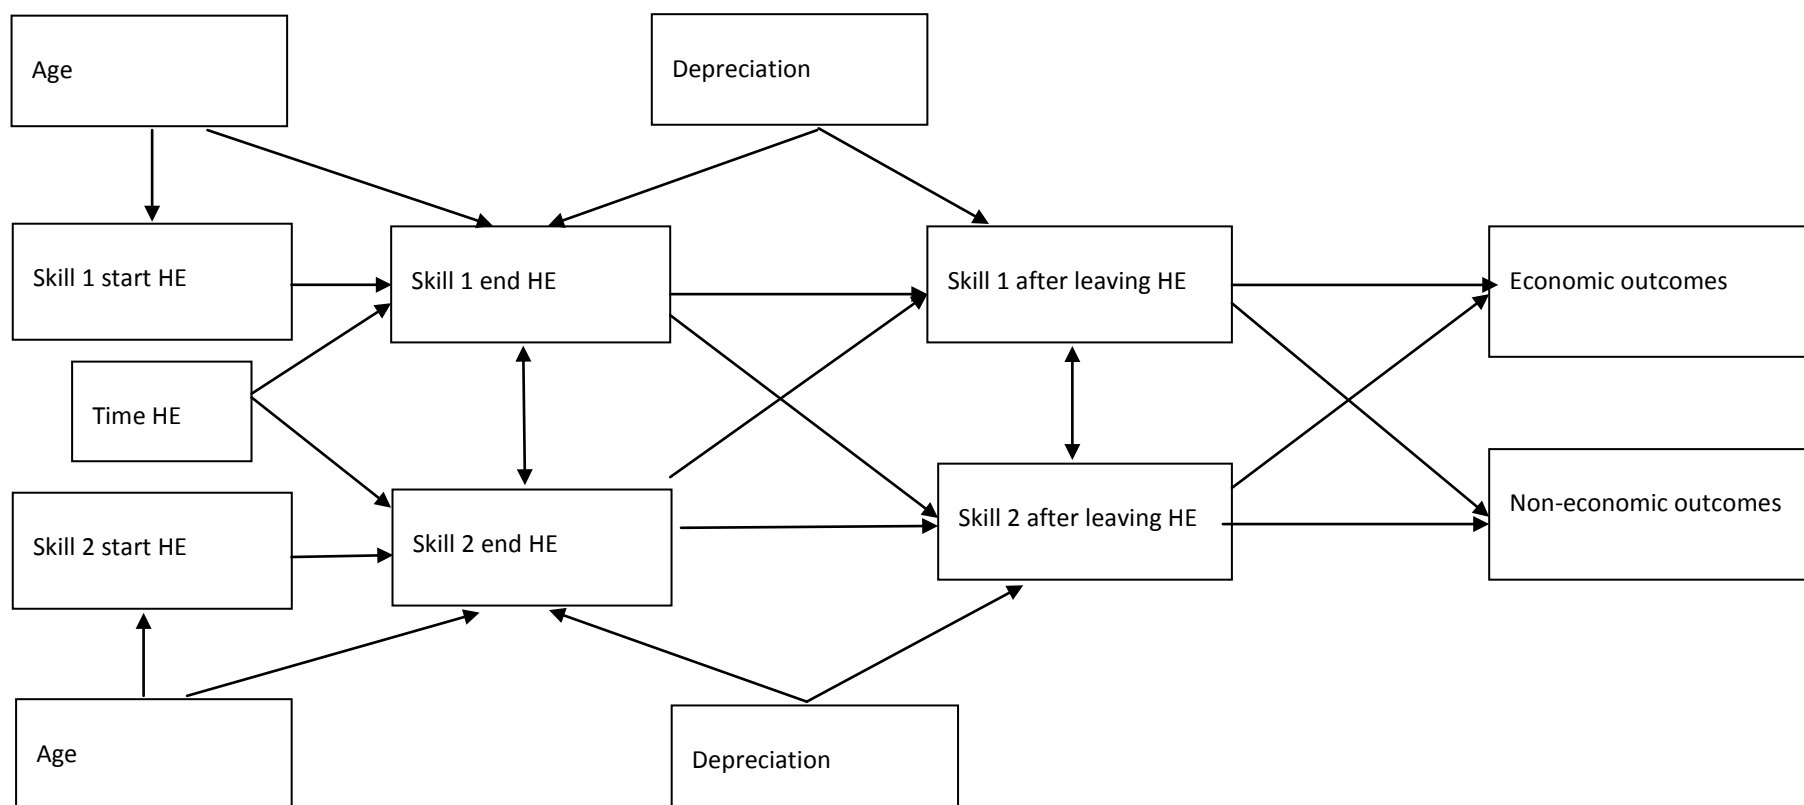 Age
Depreciation
Skill 1 start HE
Skill 1 end HE
Skill 1 after leaving HE
Economic outcomes
Time HE
Skill 2 start HE
Skill 2 end HE
Skill 2 after leaving HE
Non-economic outcomes
Age
Depreciation